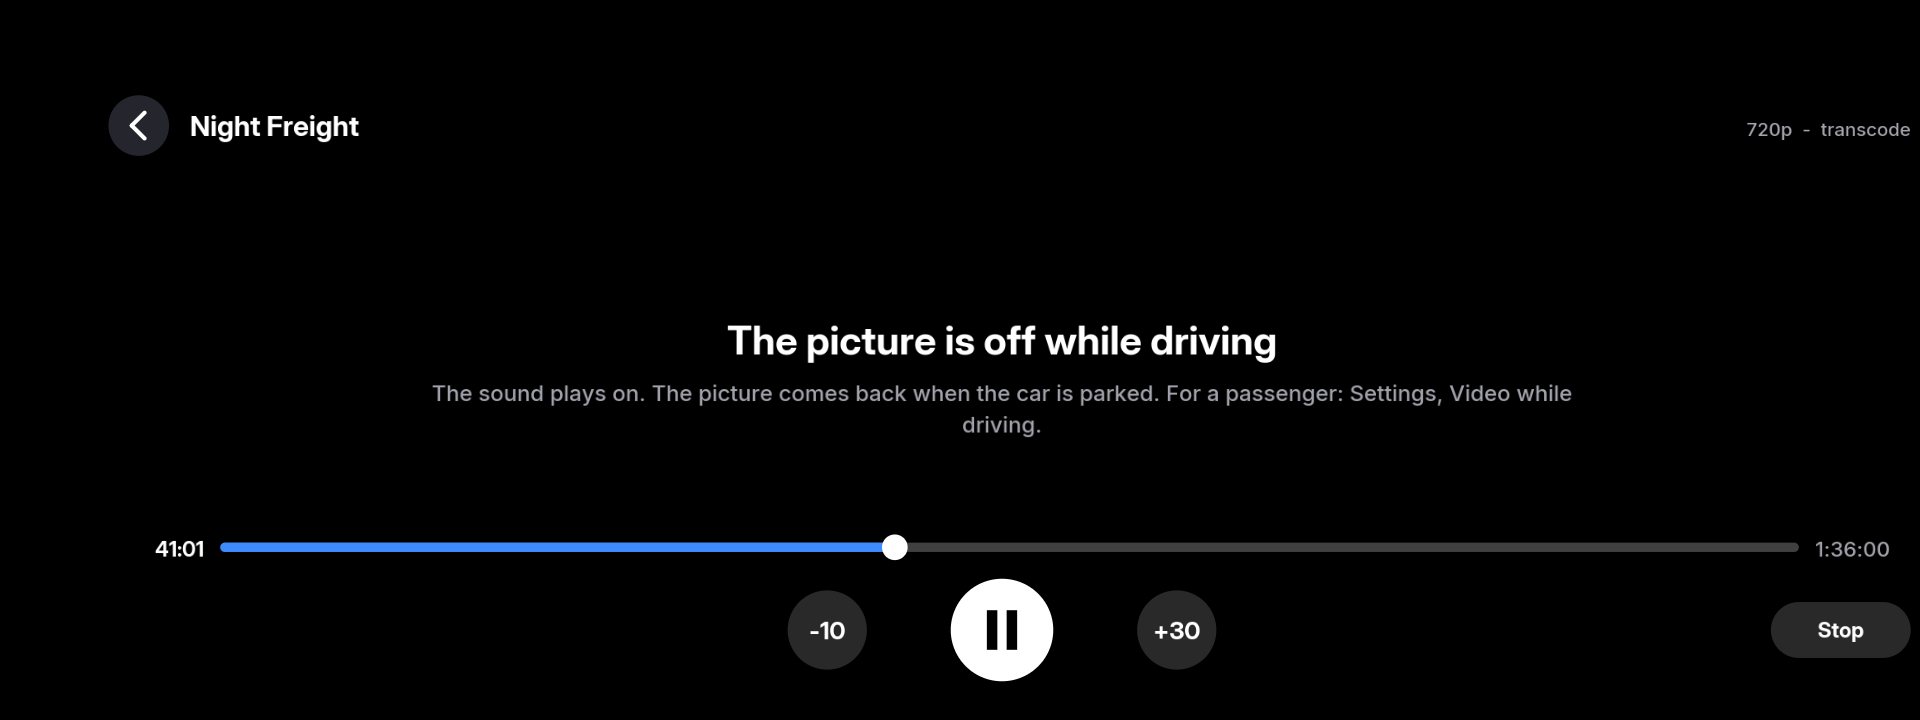 Night Freight
720p - transcode
The picture is off while driving
The sound plays on. The picture comes back when the car is parked. For a passenger: Settings, Video while
driving.
41:01
1:36:00
-10
+30
Stop